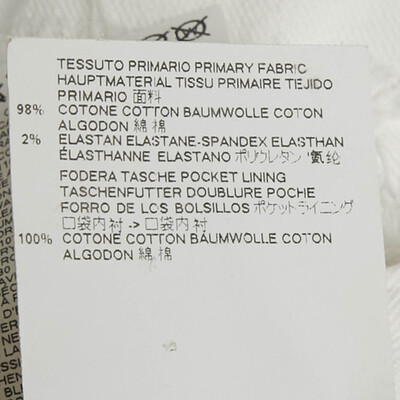 TESSUTO PRIMARIO PRIMARY FABRIC
HAUPTMATERIAL TISSU PRIMAIRE TEJIDO
PRIMARIO 面料
98% COTONE COTTON BAUMWOLLE COTON
ALGODON 綿 棉
2% ELASTAN ELASTANE-SPANDEX ELASTHAN
ÉLASTHANNE ELASTANO ポリウレタン '氨纶
FODERA TASCHE POCKET LINING
TASCHENFUTTER DOUBLURE POCHE
FORRO DE LOS BOLSILLOS ポケットライニング
口袋内衬 -> 口袋内衬
100% COTONE COTTON BAUMWOLLE COTON
ALGODON 綿 棉